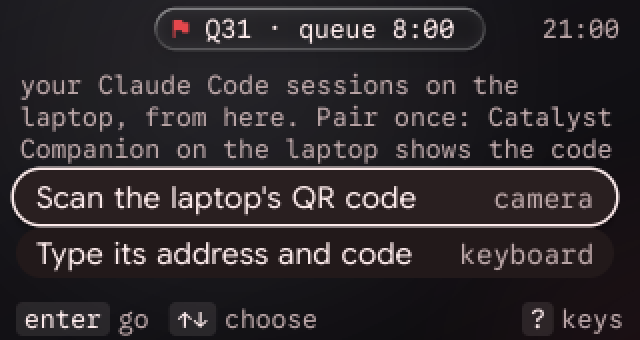 Q31 · queue 8:00 21:00
your Claude Code sessions on the
laptop, from here. Pair once: Catalyst
Companion on the laptop shows the code
Scan the laptop's QR code camera
Type its address and code keyboard
enter go ↑↓ choose ? keys